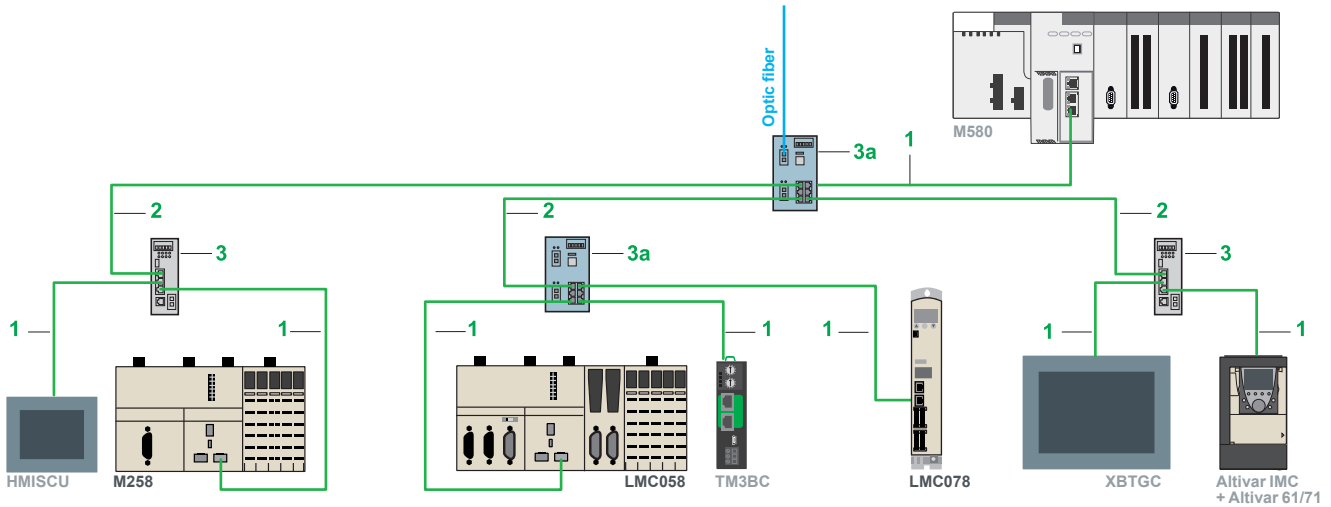 Optic fiber
M580
3a
1
2
2
2
3
3a
3
1
1
1
1
1
1
1
HMISCU
M258
LMC058
TM3BC
LMC078
XBTGC
Altivar IMC
+ Altivar 61/71